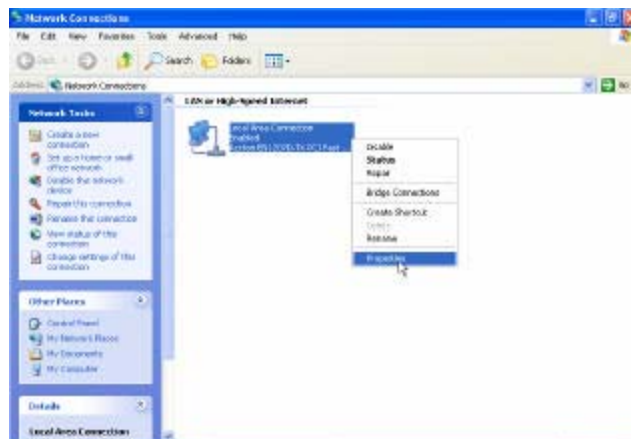 Network Connections
File Edit View Favorites Tools Advanced Help
Back Search Folders
Address Network Connections Go
LAN or High-Speed Internet
Network Tasks
Create a new
connection
Set up a home or small
office network
Disable this network
device
Repair this connection
Rename this connection
View status of this
connection
Change settings of this
connection
Local Area Connection
Enabled
Accton
Disable
Status
Repair
Bridge Connections
Create Shortcut
Delete
Rename
Properties
Other Places
Control Panel
My Network Places
My Documents
My Computer
Details
Local Area Connection